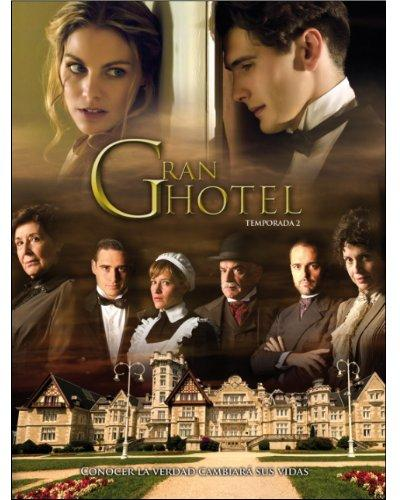 GRAN
HOTEL
TEMPORADA 2
CONOCER LA VERDAD CAMBIARÁ SUS VIDAS